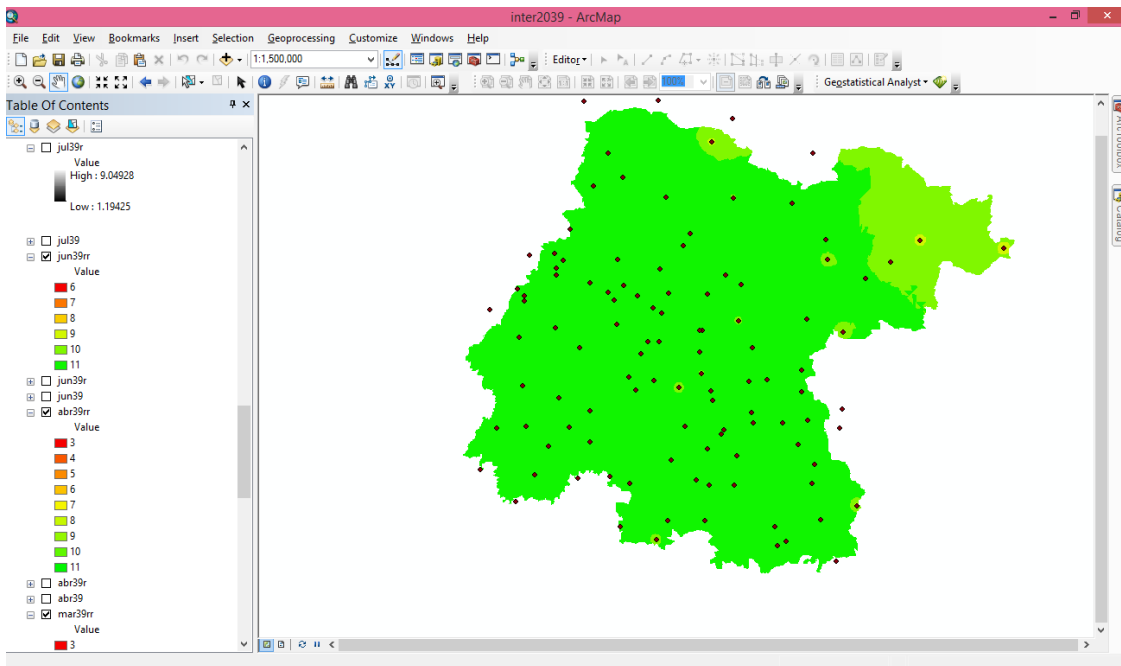 inter2039 - ArcMap
File Edit View Bookmarks Insert Selection Geoprocessing Customize Windows Help
1:1,500,000
Editor
100%
Geostatistical Analyst
Table Of Contents
jul39r
Value
High : 9.04928
Low : 1.19425
jul39
jun39rr
Value
6
7
8
9
10
11
jun39r
jun39
abr39rr
Value
3
4
5
6
7
8
9
10
11
abr39r
abr39
mar39rr
Value
3
ArcToolbox
Catalog